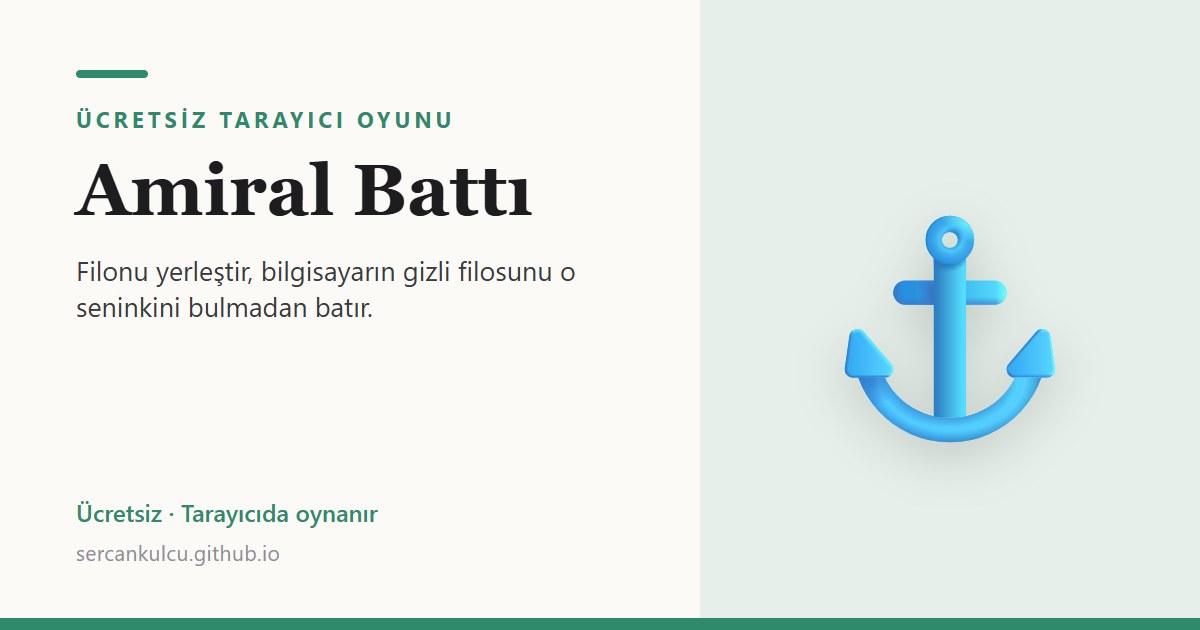 ÜCRETSİZ TARAYICI OYUNU
Amiral Battı
Filonu yerleştir, bilgisayarın gizli filosunu o
seninkini bulmadan batır.
Ücretsiz · Tarayıcıda oynanır
sercankulcu.github.io